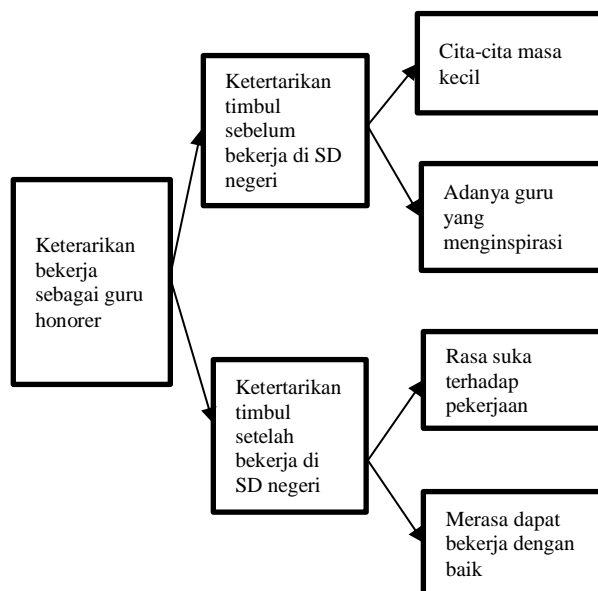 Keterarikan
bekerja
sebagai guru
honorer
Ketertarikan
timbul
sebelum
bekerja di SD
negeri
Cita-cita masa
kecil
Adanya guru
yang
menginspirasi
Ketertarikan
timbul
setelah
bekerja di
SD negeri
Rasa suka
terhadap
pekerjaan
Merasa dapat
bekerja dengan
baik